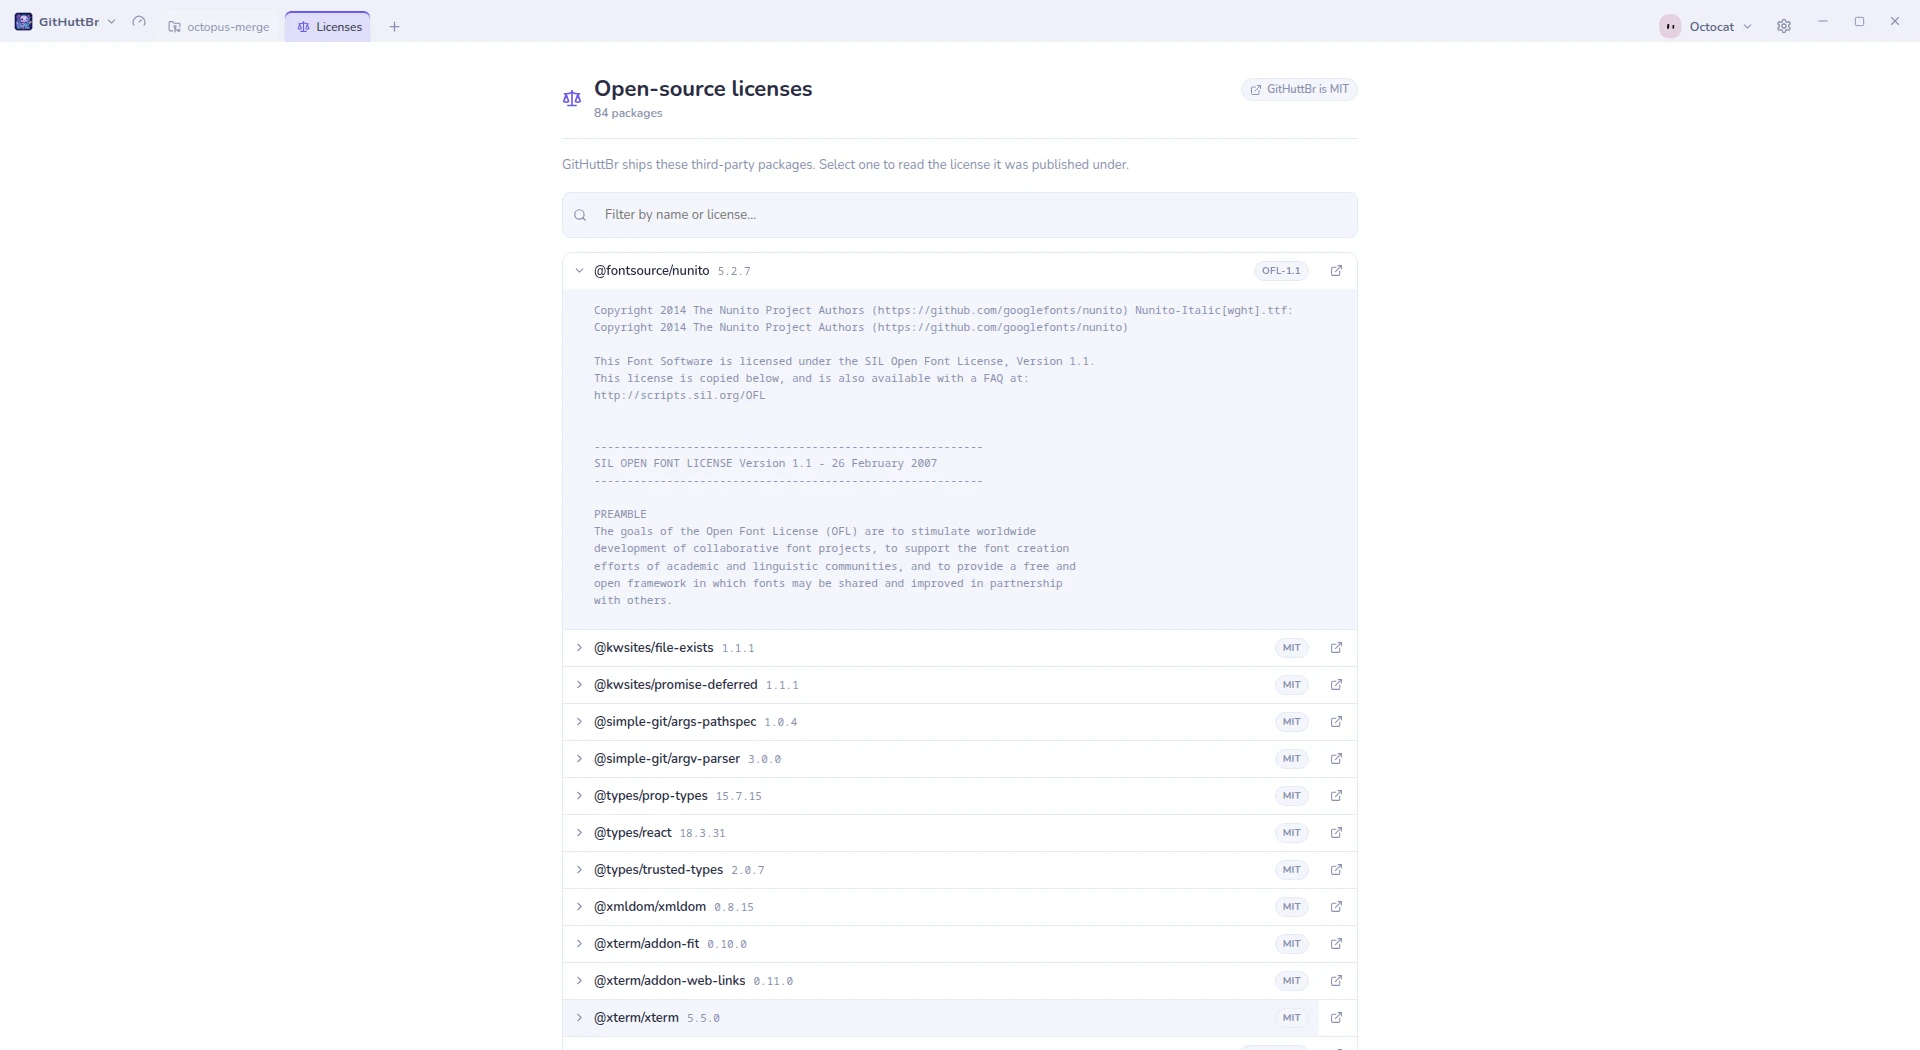 GitHuttBr
octopus-merge
Licenses
Octocat
Open-source licenses
84 packages
GitHuttBr is MIT
GitHuttBr ships these third-party packages. Select one to read the license it was published under.
Filter by name or license...
@fontsource/nunito 5.2.7 OFL-1.1
Copyright 2014 The Nunito Project Authors (https://github.com/googlefonts/nunito) Nunito-Italic[wght].ttf:
Copyright 2014 The Nunito Project Authors (https://github.com/googlefonts/nunito)
This Font Software is licensed under the SIL Open Font License, Version 1.1.
This license is copied below, and is also available with a FAQ at:
http://scripts.sil.org/OFL
-----------------------------------------------------------
SIL OPEN FONT LICENSE Version 1.1 - 26 February 2007
-----------------------------------------------------------
PREAMBLE
The goals of the Open Font License (OFL) are to stimulate worldwide
development of collaborative font projects, to support the font creation
efforts of academic and linguistic communities, and to provide a free and
open framework in which fonts may be shared and improved in partnership
with others.
@kwsites/file-exists 1.1.1 MIT
@kwsites/promise-deferred 1.1.1 MIT
@simple-git/args-pathspec 1.0.4 MIT
@simple-git/argv-parser 3.0.0 MIT
@types/prop-types 15.7.15 MIT
@types/react 18.3.31 MIT
@types/trusted-types 2.0.7 MIT
@xmldom/xmldom 0.8.15 MIT
@xterm/addon-fit 0.10.0 MIT
@xterm/addon-web-links 0.11.0 MIT
@xterm/xterm 5.5.0 MIT